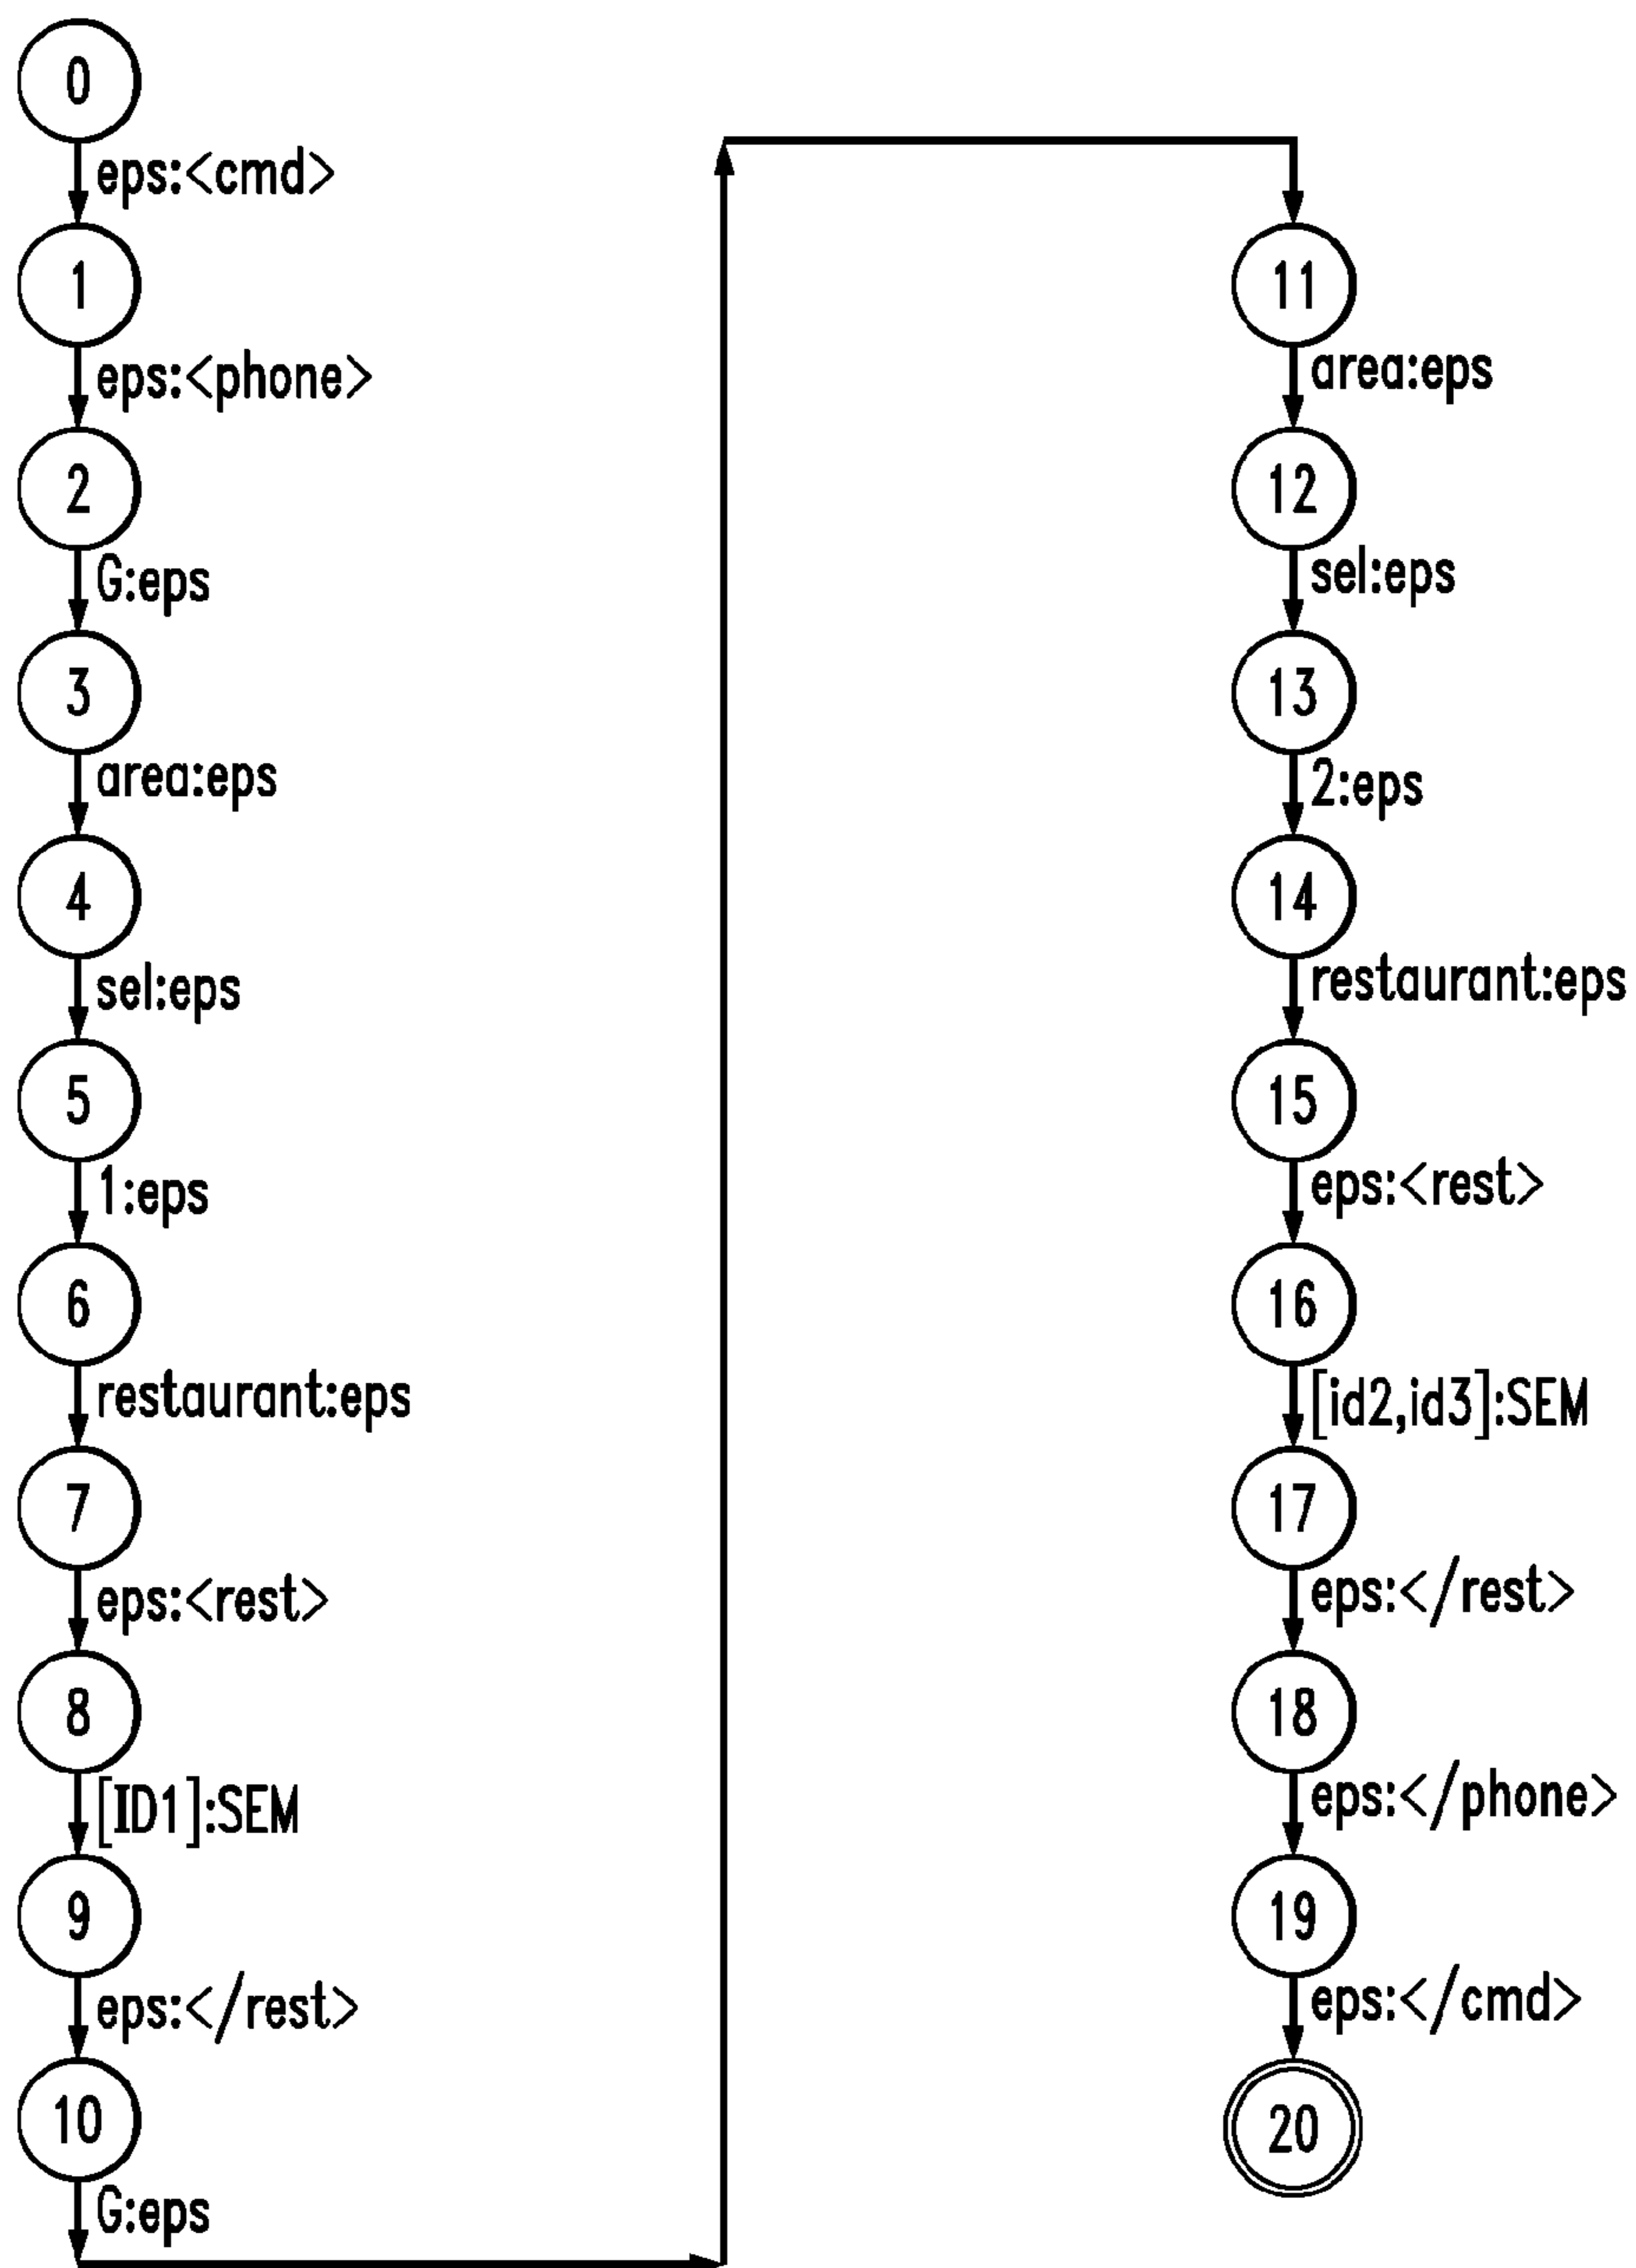 0
eps:<cmd>
1
eps:<phone>
2
G:eps
3
area:eps
4
sel:eps
5
1:eps
6
restaurant:eps
7
eps:<rest>
8
[ID1]:SEM
9
eps:</rest>
10
G:eps
11
area:eps
12
sel:eps
13
2:eps
14
restaurant:eps
15
eps:<rest>
16
[id2,id3]:SEM
17
eps:</rest>
18
eps:</phone>
19
eps:</cmd>
20